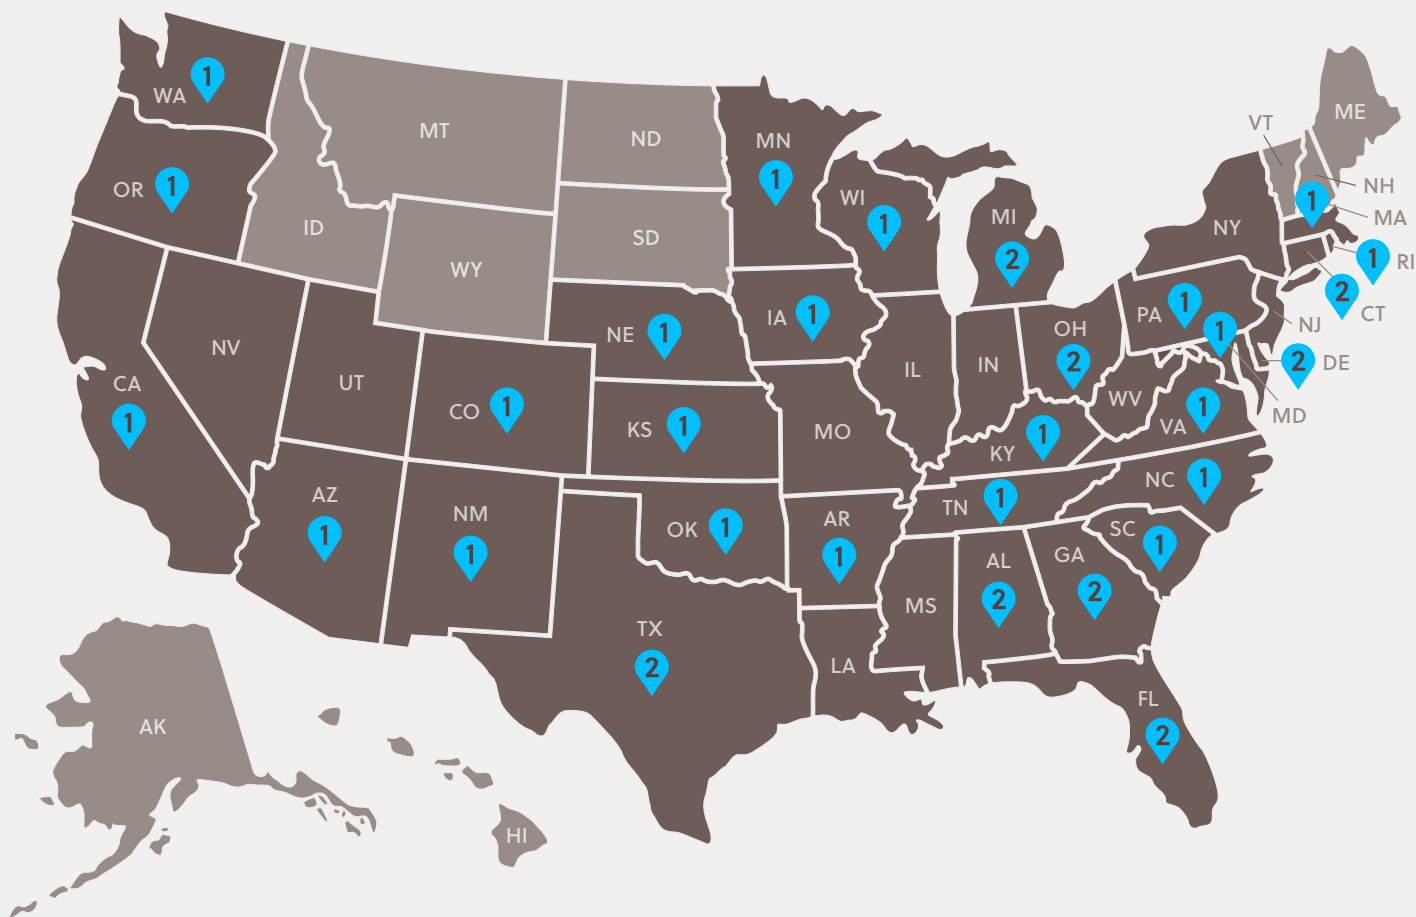 WA
1
OR
1
CA
1
NV
ID
MT
WY
UT
AZ
1
CO
1
NM
1
ND
SD
NE
1
KS
1
OK
1
TX
2
MN
1
IA
1
MO
AR
1
LA
WI
1
IL
MI
2
IN
OH
2
KY
1
TN
1
MS
AL
2
GA
2
FL
2
SC
1
NC
1
VA
1
WV
PA
1
1
MD
NY
VT
ME
NH
1
MA
1
RI
2
CT
NJ
2
DE
AK
HI